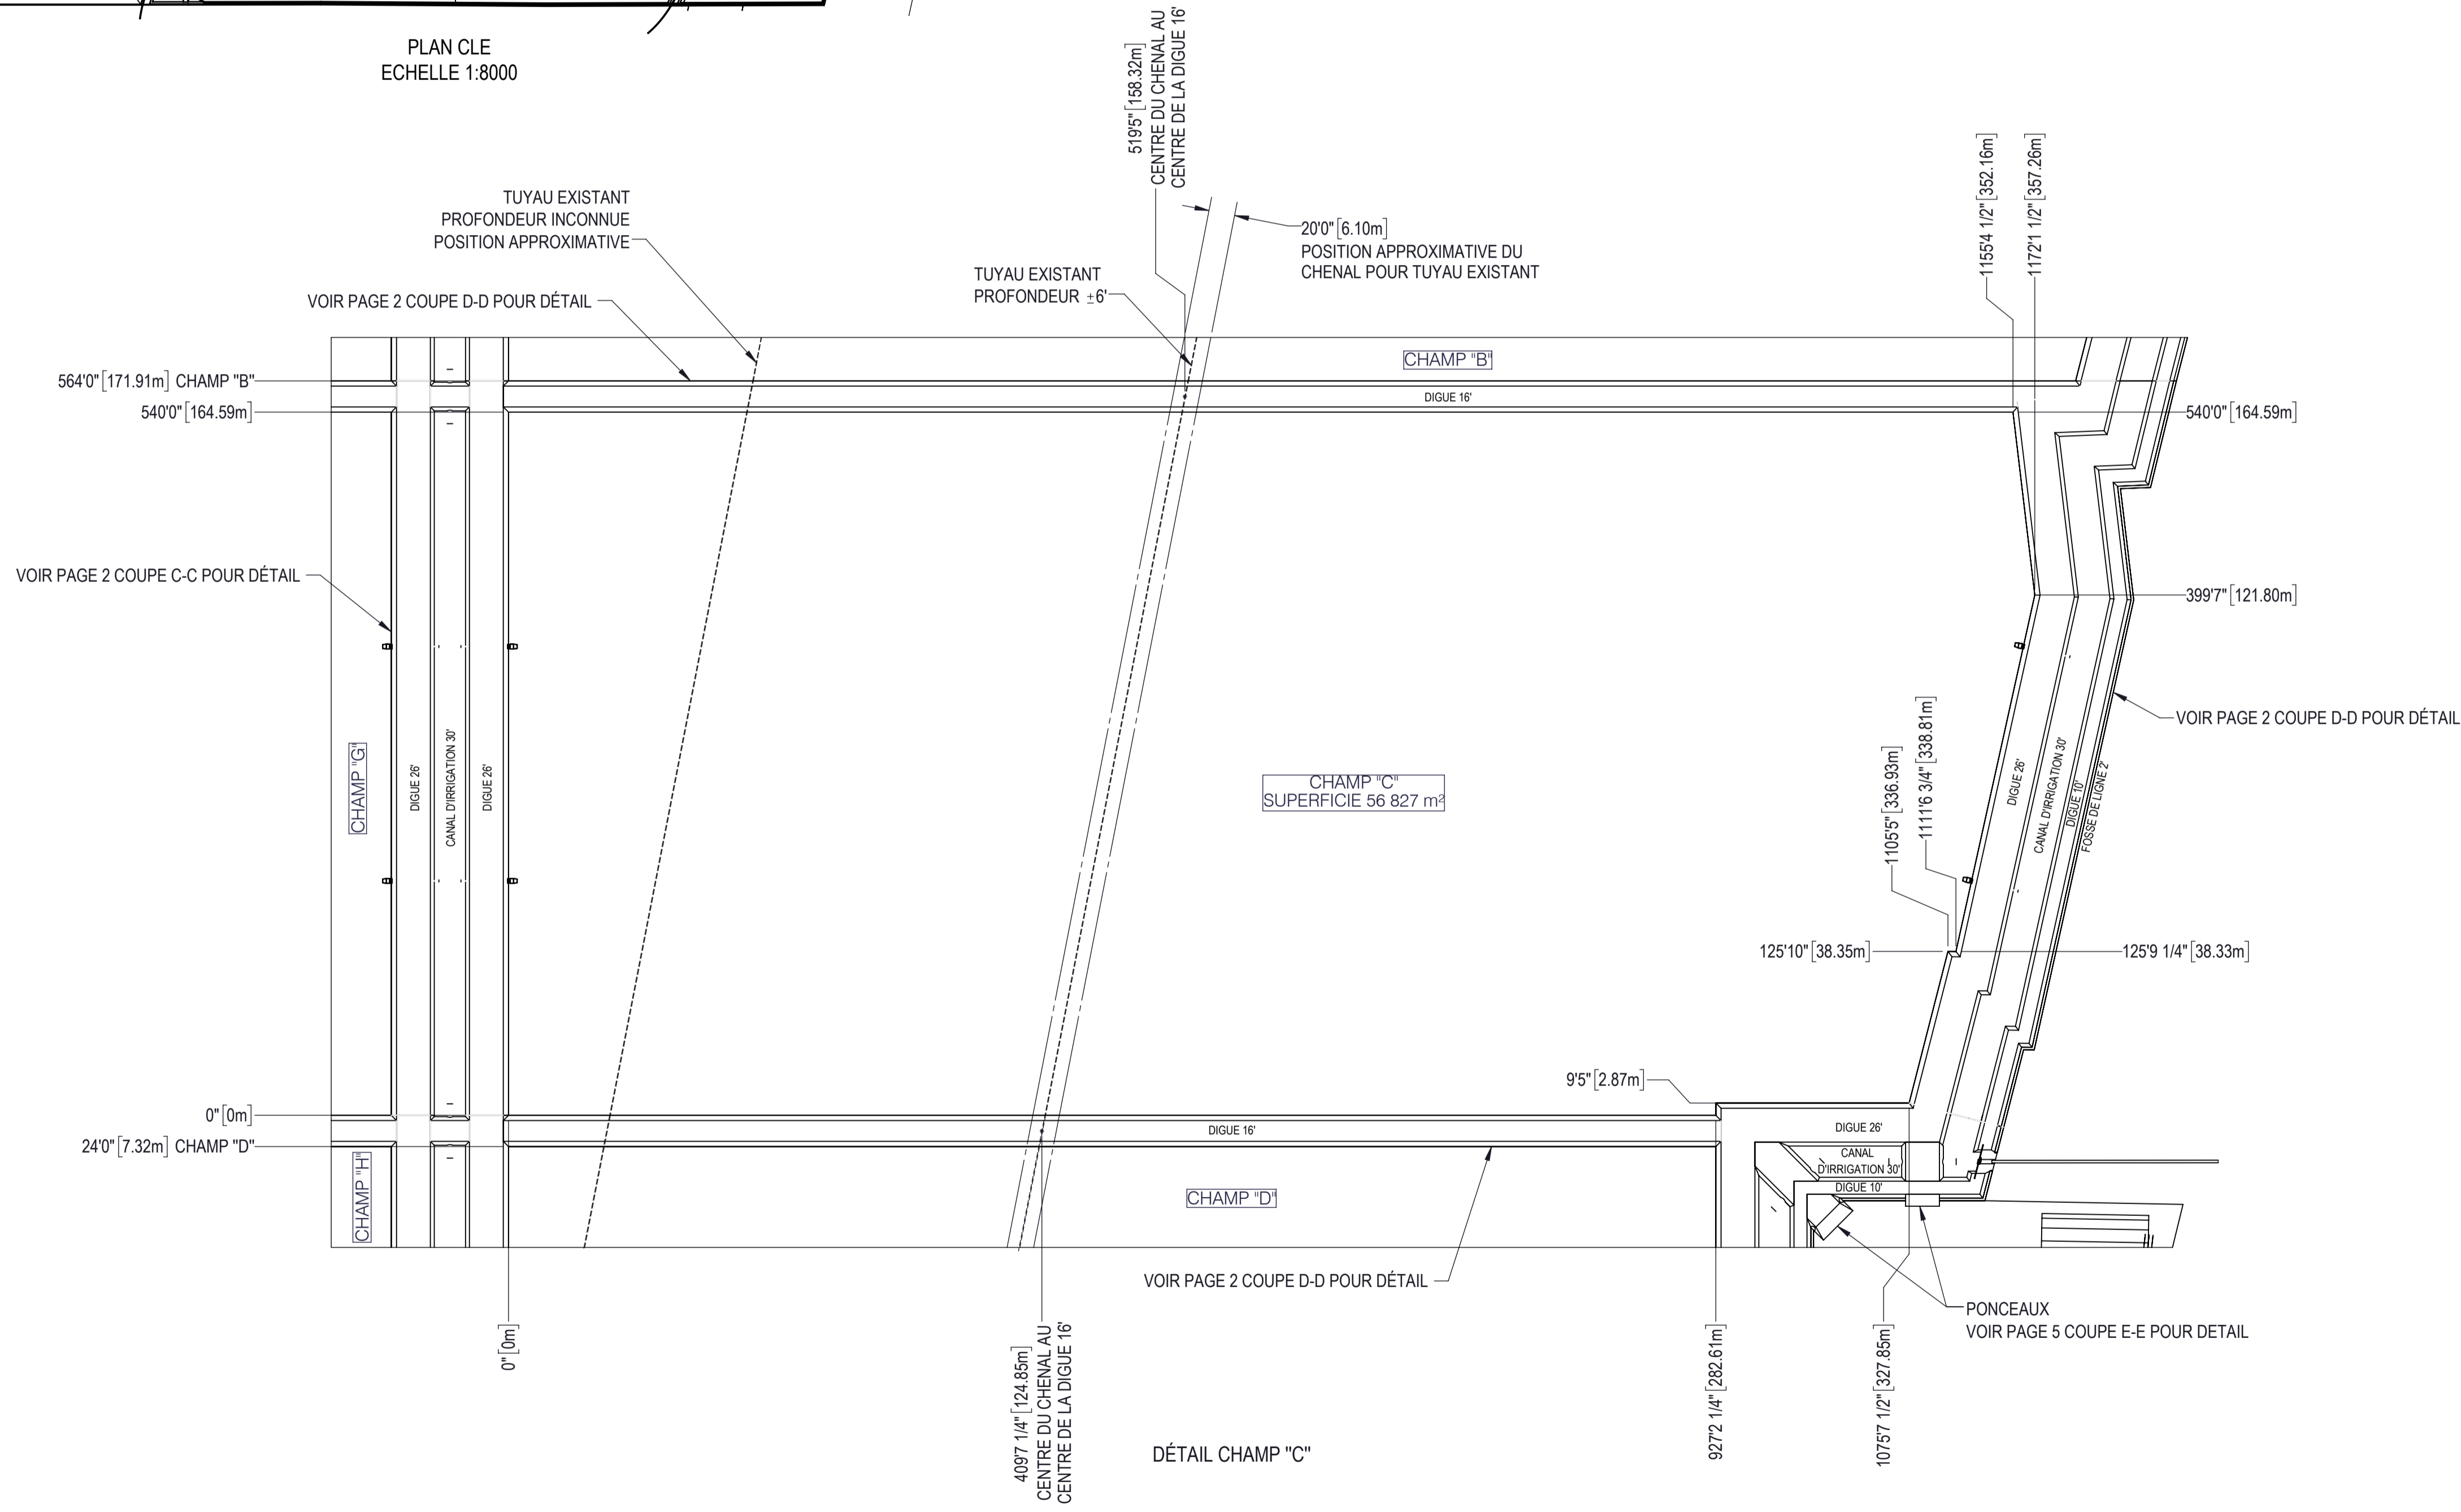 PLAN CLE
ECHELLE 1:8000
519'5" [158.32m]
CENTRE DU CHENAL AU
CENTRE DE LA DIGUE 16'
1155'4 1/2" [352.16m]
1172'1 1/2" [357.26m]
TUYAU EXISTANT
PROFONDEUR INCONNUE
POSITION APPROXIMATIVE
20'0" [6.10m]
POSITION APPROXIMATIVE DU
CHENAL POUR TUYAU EXISTANT
TUYAU EXISTANT
PROFONDEUR ±6'
VOIR PAGE 2 COUPE D-D POUR DÉTAIL
CHAMP "B"
564'0" [171.91m] CHAMP "B"
DIGUE 16'
540'0" [164.59m]
540'0" [164.59m]
VOIR PAGE 2 COUPE C-C POUR DÉTAIL
399'7" [121.80m]
VOIR PAGE 2 COUPE D-D POUR DÉTAIL
CHAMP "G"
DIGUE 26'
CANAL D'IRRIGATION 30'
DIGUE 26'
CHAMP "C"
SUPERFICIE 56 827 m²
1105'5" [336.93m]
1111'6 3/4" [338.81m]
DIGUE 26'
CANAL D'IRRIGATION 30'
DIGUE 10'
FOSSE DE LIGNE 2'
125'10" [38.35m]
125'9 1/4" [38.33m]
9'5" [2.87m]
0" [0m]
24'0" [7.32m] CHAMP "D"
DIGUE 16'
DIGUE 26'
CANAL
D'IRRIGATION 30'
DIGUE 10'
CHAMP "H"
CHAMP "D"
VOIR PAGE 2 COUPE D-D POUR DÉTAIL
PONCEAUX
VOIR PAGE 5 COUPE E-E POUR DETAIL
0" [0m]
409'7 1/4" [124.85m]
CENTRE DU CHENAL AU
CENTRE DE LA DIGUE 16'
927'2 1/4" [282.61m]
1075'7 1/2" [327.85m]
DÉTAIL CHAMP "C"